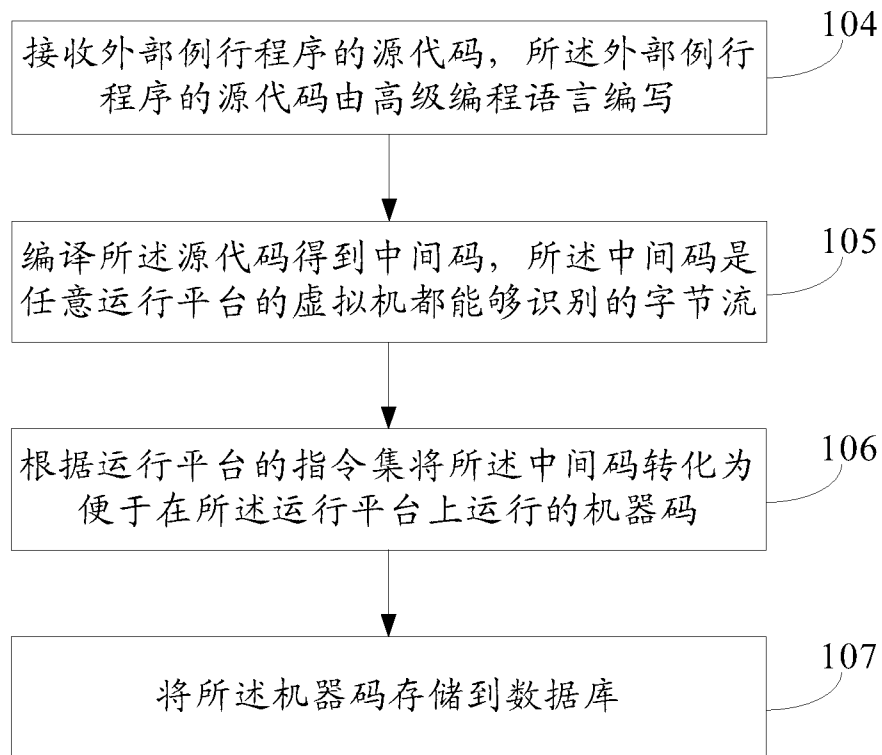 104
接收外部例行程序的源代码，所述外部例行
程序的源代码由高级编程语言编写
105
编译所述源代码得到中间码，所述中间码是
任意运行平台的虚拟机都能够识别的字节流
106
根据运行平台的指令集将所述中间码转化为
便于在所述运行平台上运行的机器码
107
将所述机器码存储到数据库